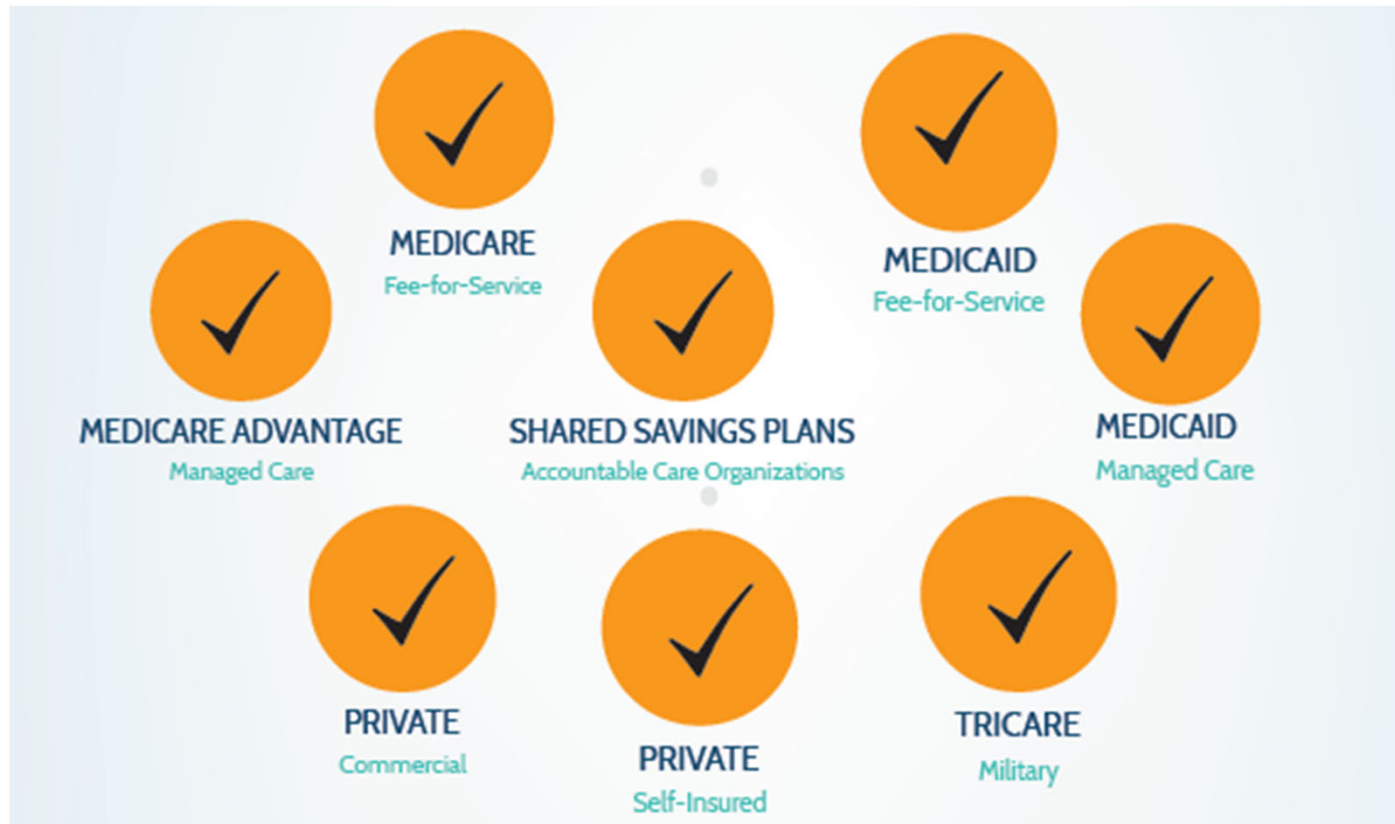 MEDICARE
Fee-for-Service
MEDICAID
Fee-for-Service
MEDICARE ADVANTAGE
Managed Care
SHARED SAVINGS PLANS
Accountable Care Organizations
MEDICAID
Managed Care
PRIVATE
Commercial
PRIVATE
Self-Insured
TRICARE
Military